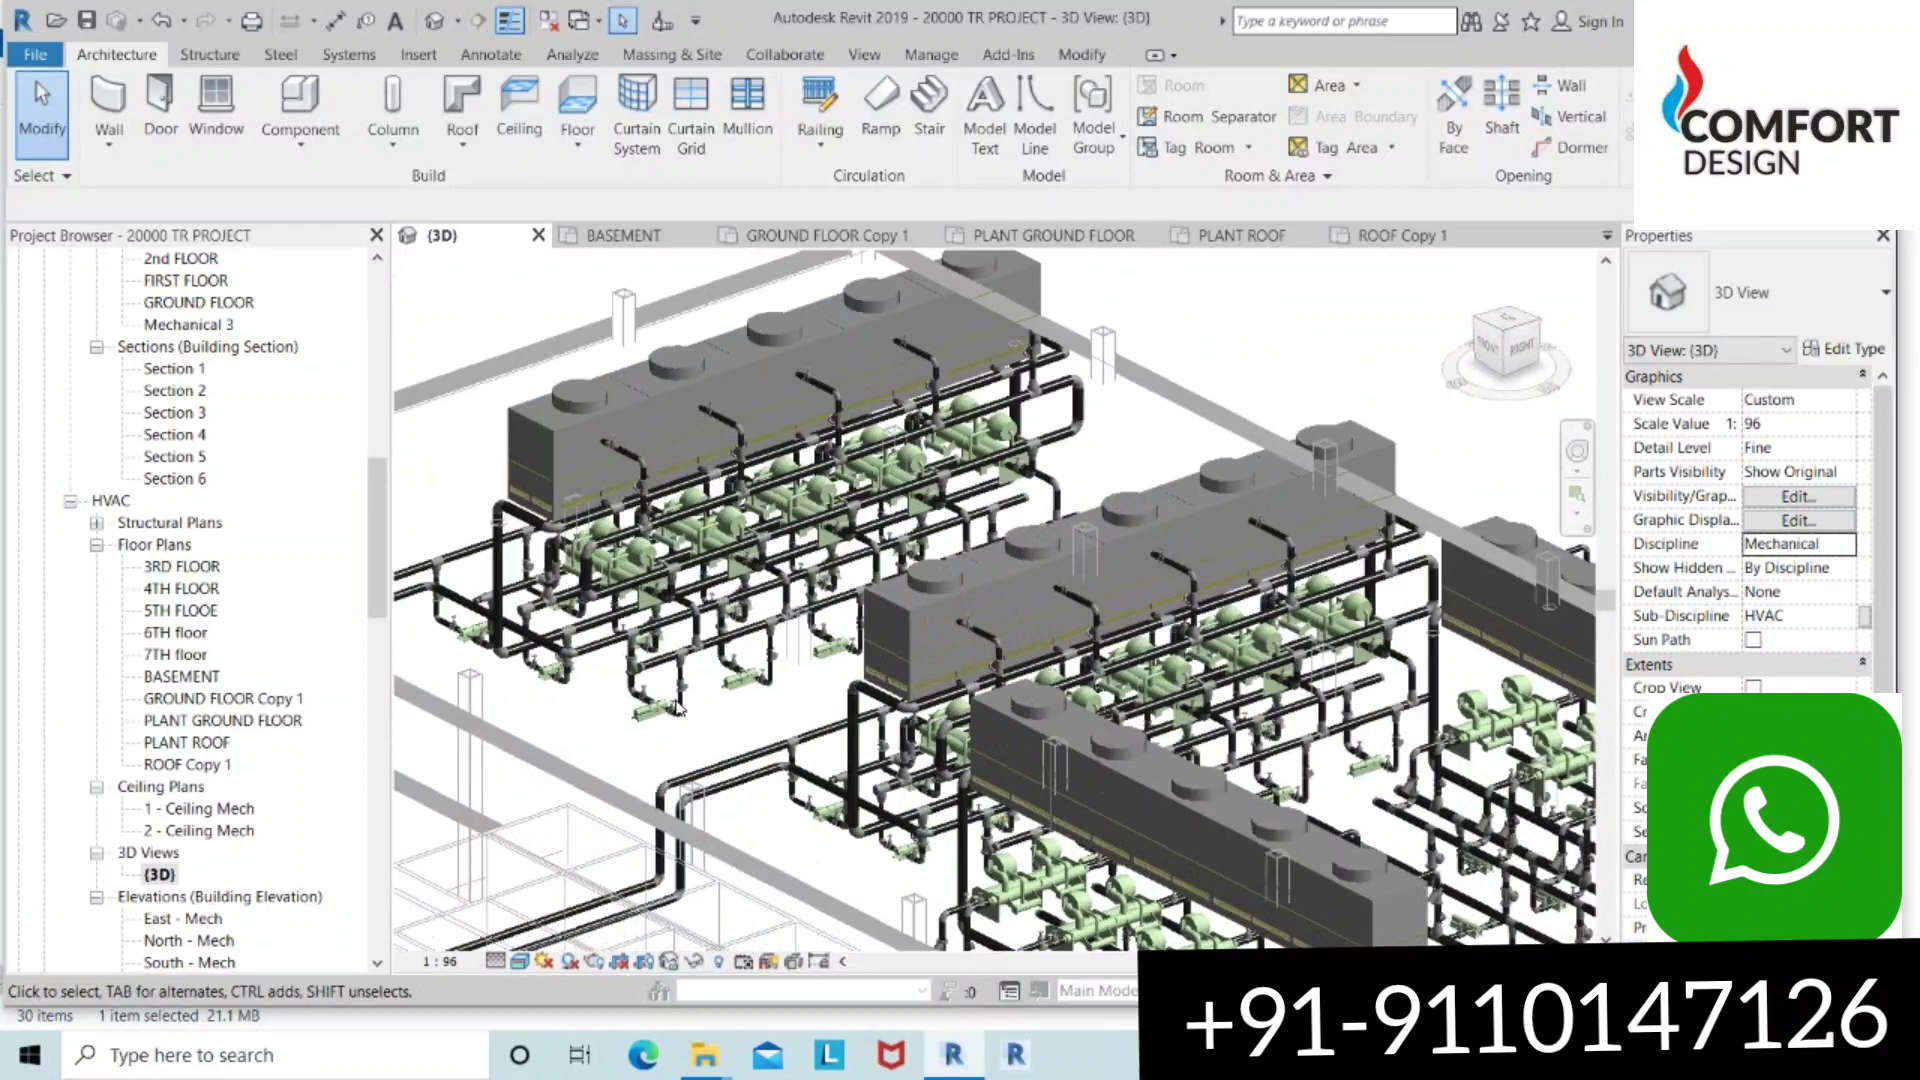 Autodesk Revit 2019 - 20000 TR PROJECT - 3D View: {3D}
Type a keyword or phrase
Sign In
File Architecture Structure Steel Systems Insert Annotate Analyze Massing & Site Collaborate View Manage Add-Ins Modify
Modify
Wall
Door
Window
Component
Column
Roof
Ceiling
Floor
Curtain System
Curtain Grid
Mullion
Railing
Ramp
Stair
Model Text
Model Line
Model Group
Room
Room Separator
Tag Room
Area
Area Boundary
Tag Area
By Face
Shaft
Wall
Vertical
Dormer
Select
Build
Circulation
Model
Room & Area
Opening
COMFORT
DESIGN
Project Browser - 20000 TR PROJECT
{3D}
BASEMENT
GROUND FLOOR Copy 1
PLANT GROUND FLOOR
PLANT ROOF
ROOF Copy 1
Properties
2nd FLOOR
FIRST FLOOR
GROUND FLOOR
Mechanical 3
Sections (Building Section)
Section 1
Section 2
Section 3
Section 4
Section 5
Section 6
HVAC
Structural Plans
Floor Plans
3RD FLOOR
4TH FLOOR
5TH FLOOE
6TH floor
7TH floor
BASEMENT
GROUND FLOOR Copy 1
PLANT GROUND FLOOR
PLANT ROOF
ROOF Copy 1
Ceiling Plans
1 - Ceiling Mech
2 - Ceiling Mech
3D Views
{3D}
Elevations (Building Elevation)
East - Mech
North - Mech
South - Mech
FRONT
RIGHT
3D View
3D View: {3D}
Edit Type
Graphics
View Scale Custom
Scale Value 1: 96
Detail Level Fine
Parts Visibility Show Original
Visibility/Grap... Edit...
Graphic Displa... Edit...
Discipline Mechanical
Show Hidden ... By Discipline
Default Analys... None
Sub-Discipline HVAC
Sun Path
Extents
Crop View
1 : 96
Click to select, TAB for alternates, CTRL adds, SHIFT unselects.
:0
Main Mode
30 items 1 item selected 21.1 MB
Type here to search
+91-9110147126